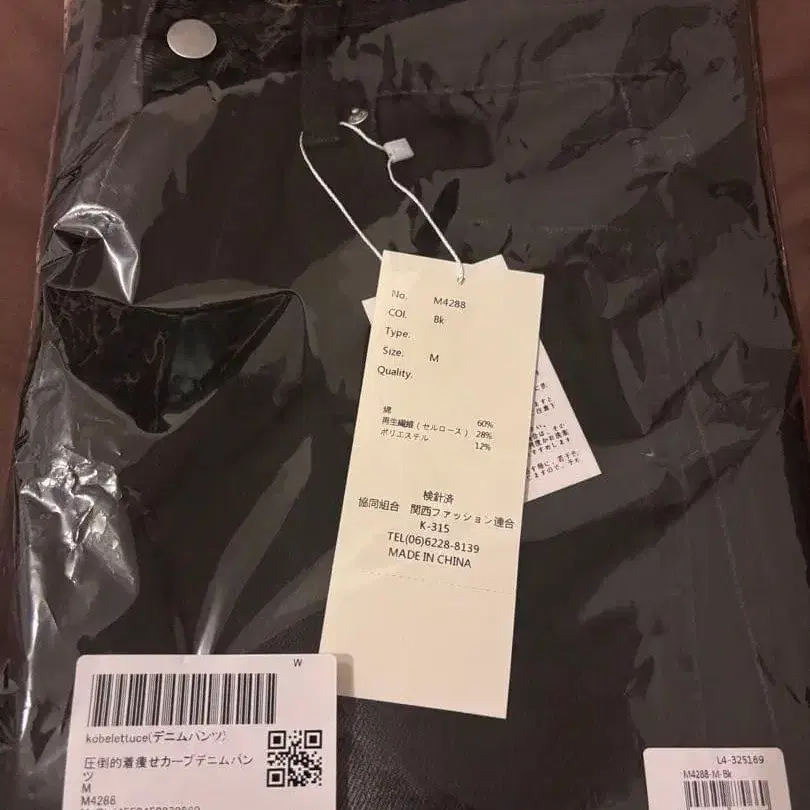 No. M4288
COl. Bk
Type.
Size. M
Quality.
綿 60%
再生繊維(セルロース) 28%
ポリエステル 12%
検針済
協同組合 関西ファッション連合
K-315
TEL(06)6228-8139
MADE IN CHINA
W
kobelettuce(デニムパンツ)
圧倒的着痩せカーブデニムパン
ツ
M
M4288
L4-325169
M4288-M-Bk